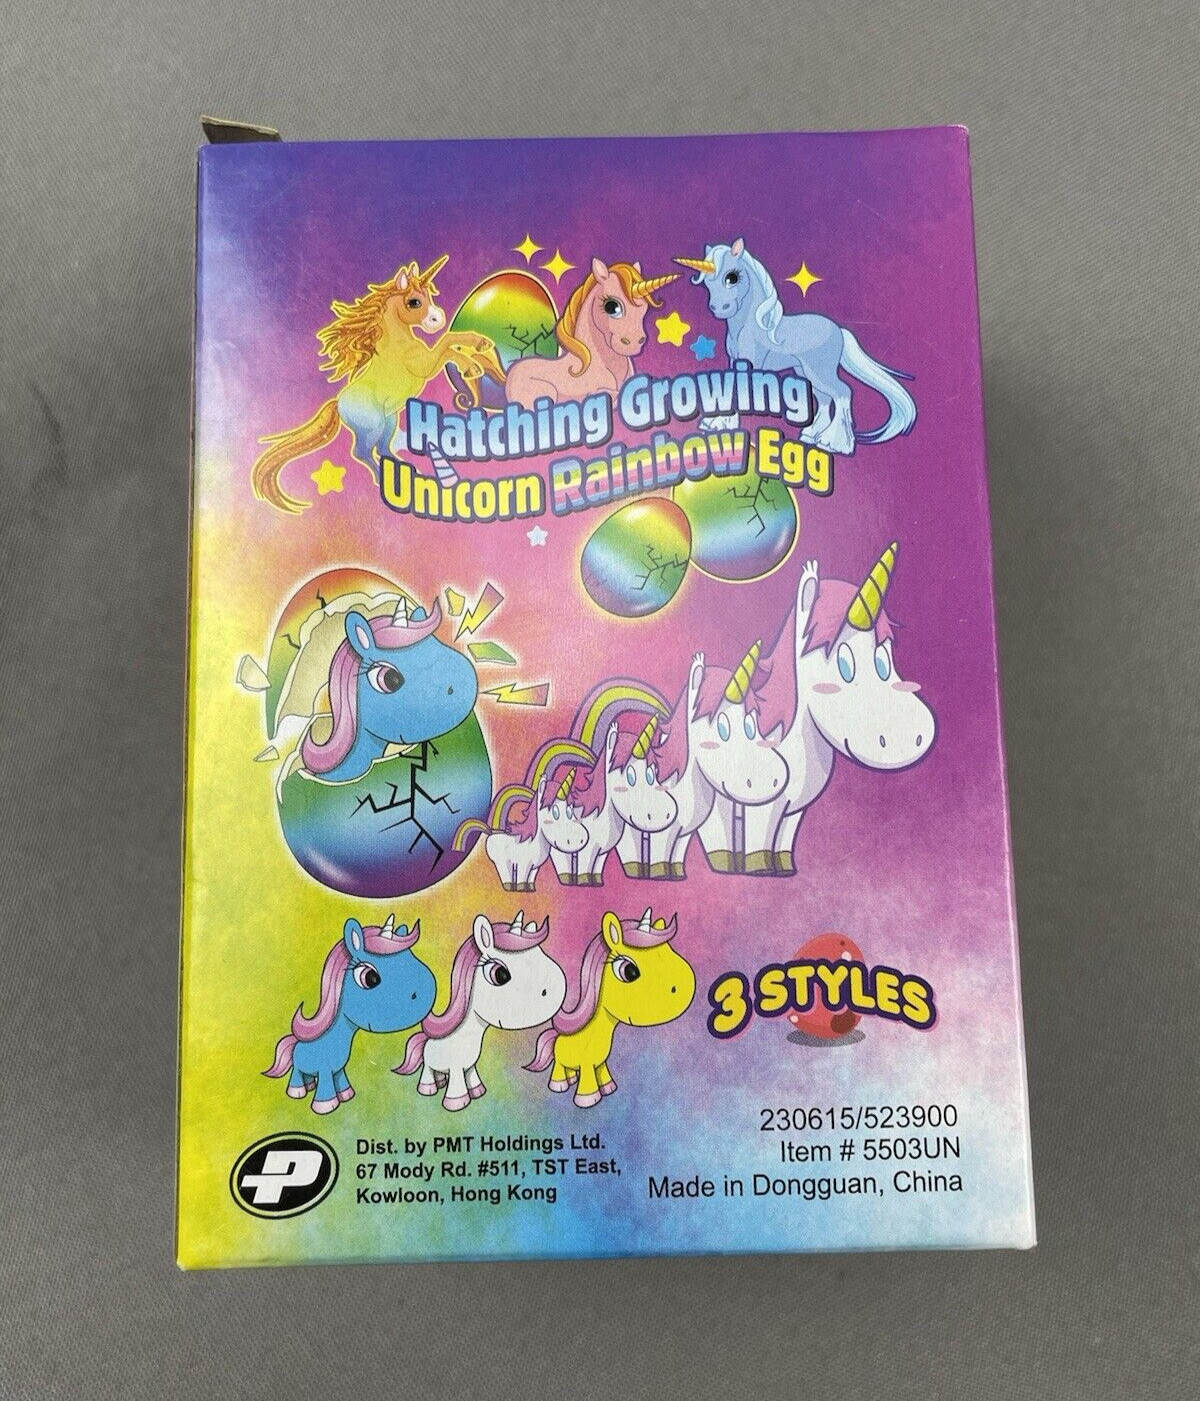 Hatching Growing
Unicorn Rainbow Egg
3 STYLES
230615/523900
Item # 5503UN
Made in Dongguan, China
P
Dist. by PMT Holdings Ltd.
67 Mody Rd. #511, TST East,
Kowloon, Hong Kong